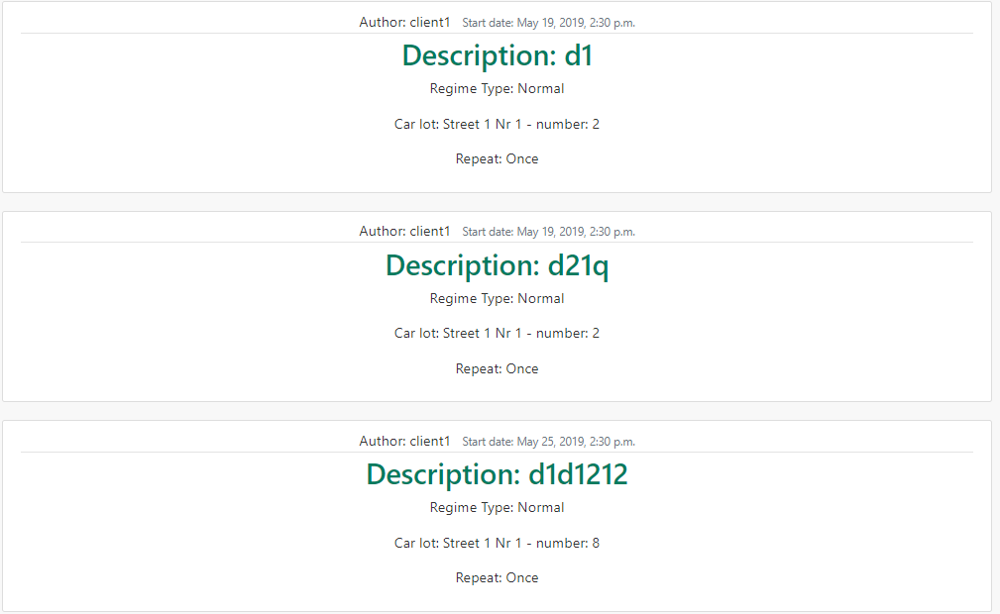 Author: client1 Start date: May 19, 2019, 2:30 p.m.
Description: d1
Regime Type: Normal
Car lot: Street 1 Nr 1 - number: 2
Repeat: Once
Author: client1 Start date: May 19, 2019, 2:30 p.m.
Description: d21q
Regime Type: Normal
Car lot: Street 1 Nr 1 - number: 2
Repeat: Once
Author: client1 Start date: May 25, 2019, 2:30 p.m.
Description: d1d1212
Regime Type: Normal
Car lot: Street 1 Nr 1 - number: 8
Repeat: Once